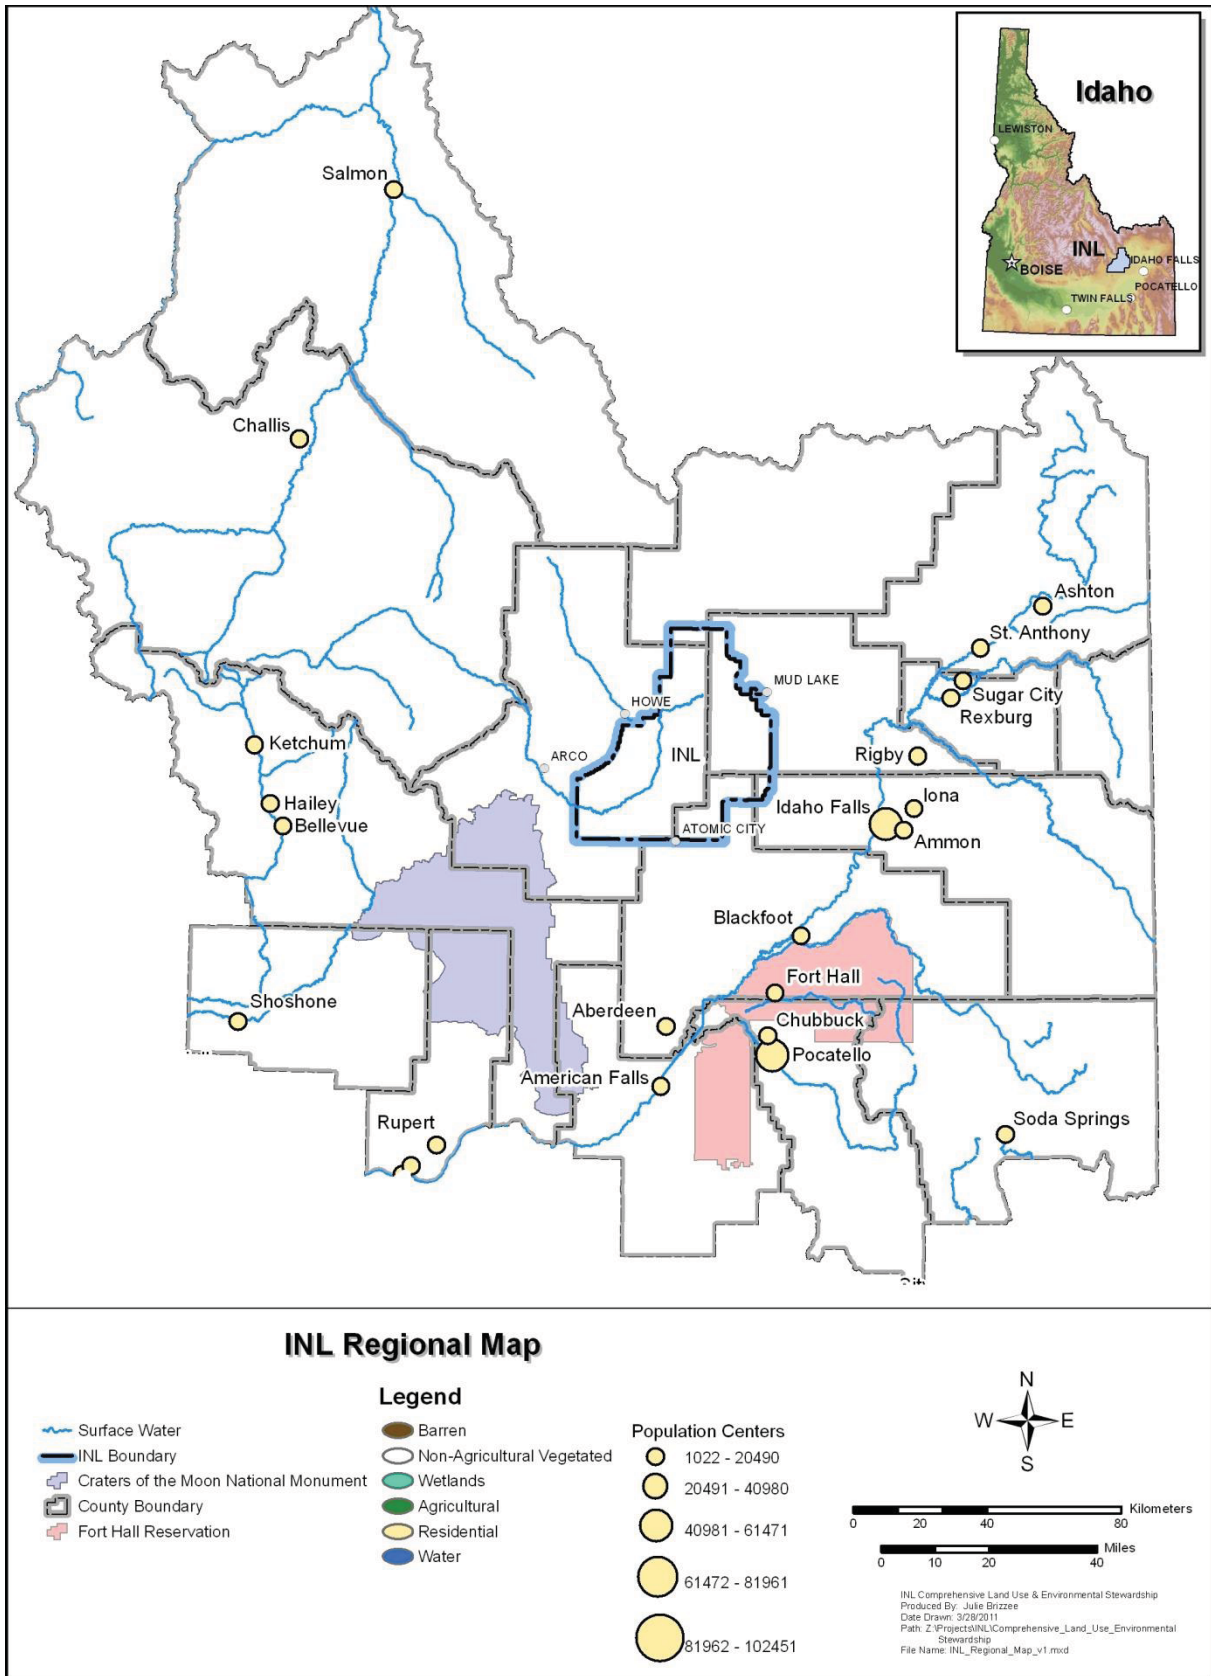 Idaho
LEWISTON
INL
IDAHO FALLS
BOISE
POCATELLO
TWIN FALLS
Salmon
Challis
Ashton
St. Anthony
MUD LAKE
Sugar City
Rexburg
HOWE
Ketchum
ARCO
INL
Rigby
Hailey
Iona
Idaho Falls
Bellevue
ATOMIC CITY
Ammon
Blackfoot
Fort Hall
Shoshone
Aberdeen
Chubbuck
Pocatello
American Falls
Rupert
Soda Springs
INL Regional Map
Legend
Surface Water
INL Boundary
Craters of the Moon National Monument
County Boundary
Fort Hall Reservation
Barren
Non-Agricultural Vegetated
Wetlands
Agricultural
Residential
Water
Population Centers
1022 - 20490
20491 - 40980
40981 - 61471
61472 - 81961
81962 - 102451
N
W E
S
Kilometers
0 20 40 80
Miles
0 10 20 40
INL Comprehensive Land Use & Environmental Stewardship
Produced By: Julie Brizzee
Date Drawn: 3/28/2011
Path: Z:\Projects\INL\Comprehensive_Land_Use_Environmental
Stewardship
File Name: INL_Regional_Map_v1.mxd